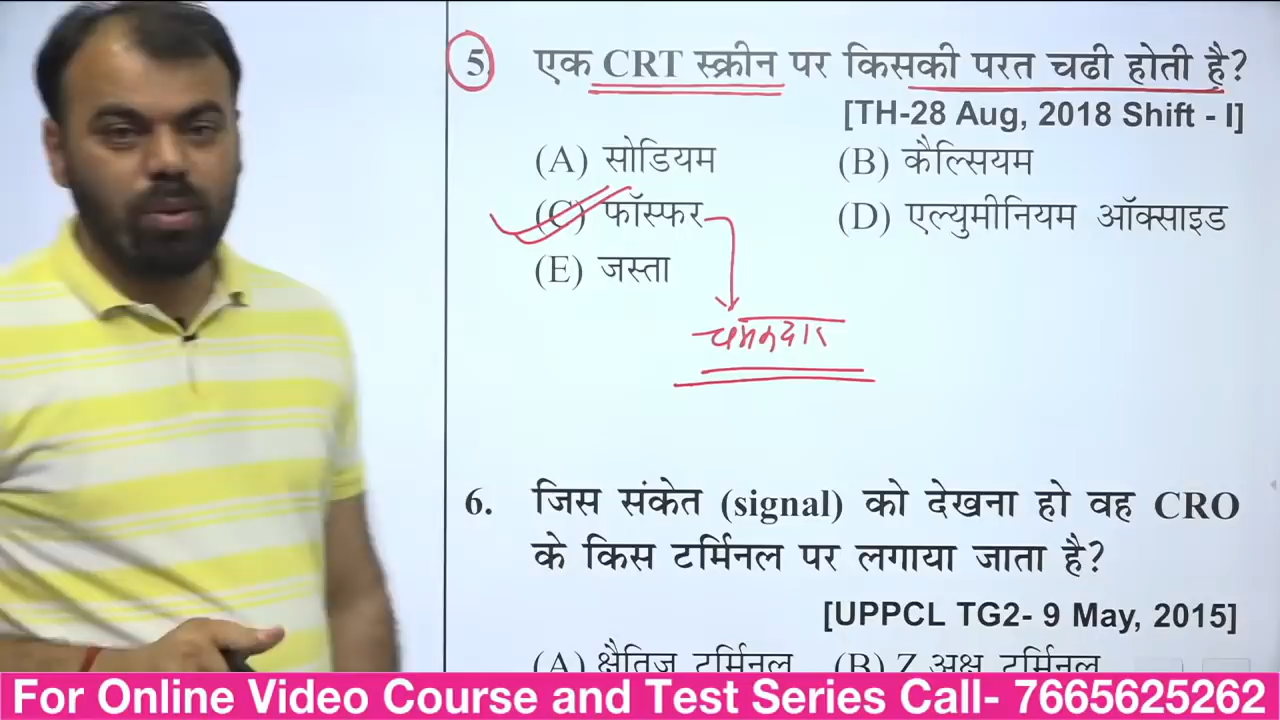 5. एक CRT स्क्रीन पर किसकी परत चढी होती है?
[TH-28 Aug, 2018 Shift - I]
(A) सोडियम (B) कैल्सियम
(C) फॉस्फर (D) एल्युमीनियम ऑक्साइड
(E) जस्ता
चमकदार
6. जिस संकेत (signal) को देखना हो वह CRO
के किस टर्मिनल पर लगाया जाता है?
[UPPCL TG2- 9 May, 2015]
(A) क्षैतिज टर्मिनल (B) Z अक्ष टर्मिनल
For Online Video Course and Test Series Call- 7665625262